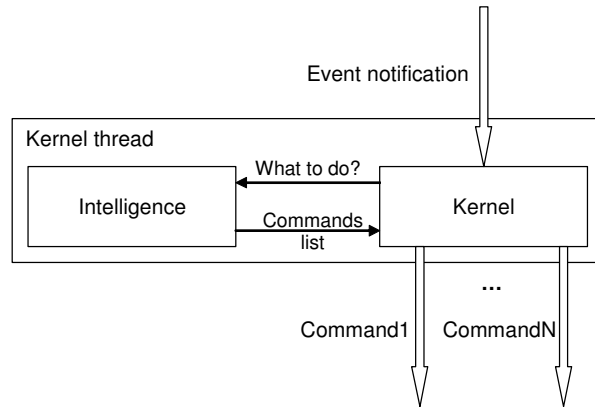 Event notification
Kernel thread
What to do?
Intelligence
Kernel
Commands
list
...
Command1
CommandN